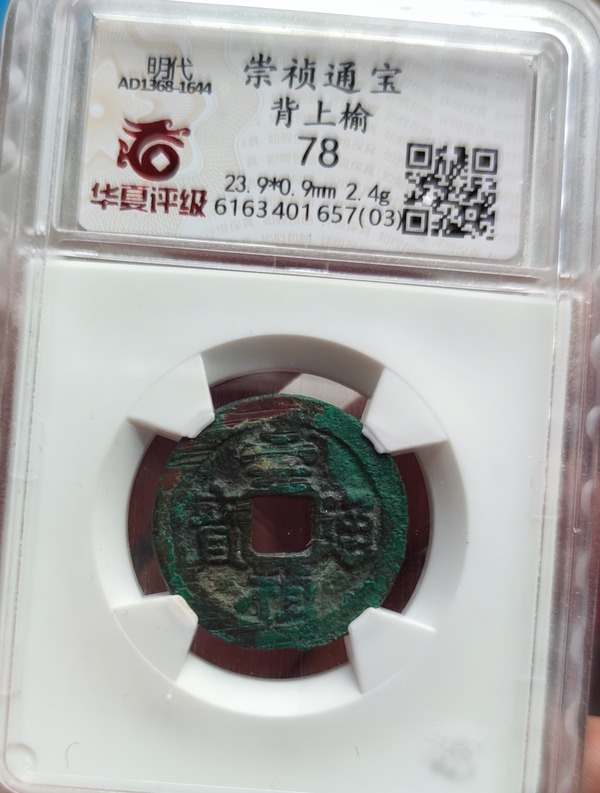 明代
AD1368-1644
崇祯通宝
背上榆
78
华夏评级
23.9*0.9mm 2.4g
6163401657(03)
崇
禎
通
寶